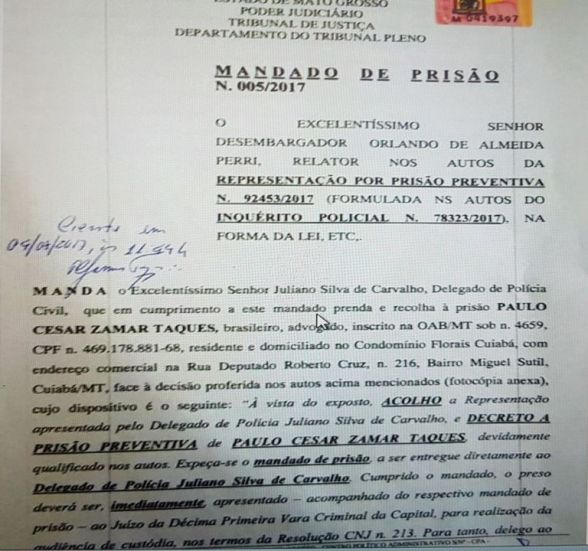 ESTADO DE MATO GROSSO
PODER JUDICIÁRIO
TRIBUNAL DE JUSTIÇA
DEPARTAMENTO DO TRIBUNAL PLENO
M 0419397
MANDADO DE PRISÃO
N. 005/2017
O EXCELENTÍSSIMO SENHOR
DESEMBARGADOR ORLANDO DE ALMEIDA
PERRI, RELATOR NOS AUTOS DA
REPRESENTAÇÃO POR PRISÃO PREVENTIVA
N. 92453/2017 (FORMULADA NS AUTOS DO
INQUÉRITO POLICIAL N. 78323/2017), NA
FORMA DA LEI, ETC,.
Ciente em
MANDA o Excelentíssimo Senhor Juliano Silva de Carvalho, Delegado de Polícia
Civil, que em cumprimento a este mandado prenda e recolha à prisão PAULO
CESAR ZAMAR TAQUES, brasileiro, advogado, inscrito na OAB/MT sob n. 4659,
CPF n. 469.178.881-68, residente e domiciliado no Condomínio Florais Cuiabá, com
endereço comercial na Rua Deputado Roberto Cruz, n. 216, Bairro Miguel Sutil,
Cuiabá/MT, face à decisão proferida nos autos acima mencionados (fotocópia anexa),
cujo dispositivo é o seguinte: "À vista do exposto, ACOLHO a Representação
apresentada pelo Delegado de Polícia Juliano Silva de Carvalho, e DECRETO A
PRISÃO PREVENTIVA de PAULO CESAR ZAMAR TAQUES, devidamente
qualificado nos autos. Expeça-se o mandado de prisão, a ser entregue diretamente ao
Delegado de Polícia Juliano Silva de Carvalho. Cumprido o mandado, o preso
deverá ser, imediatamente, apresentado – acompanhado do respectivo mandado de
prisão – ao Juízo da Décima Primeira Vara Criminal da Capital, para realização da
audiência de custódia, nos termos da Resolução CNJ n. 213. Para tanto, delego ao